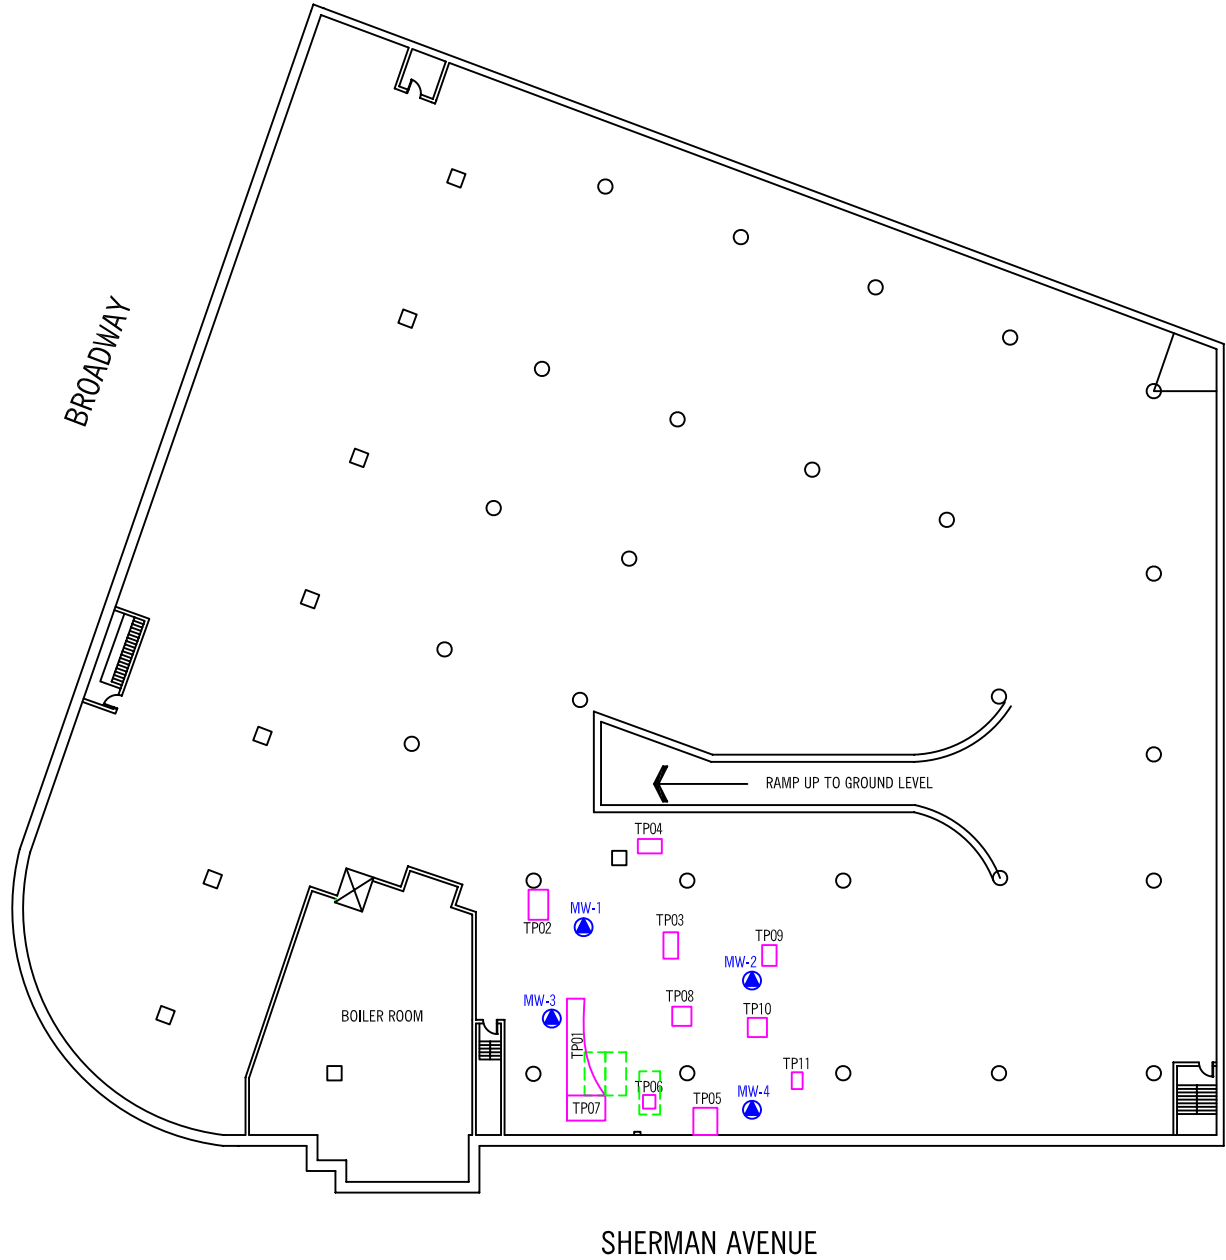 BROADWAY
RAMP UP TO GROUND LEVEL
TP04
MW-1
TP02
TP03
TP09
MW-2
MW-3
TP08
TP10
BOILER ROOM
TP01
TP11
TP06
MW-4
TP05
TP07
SHERMAN AVENUE